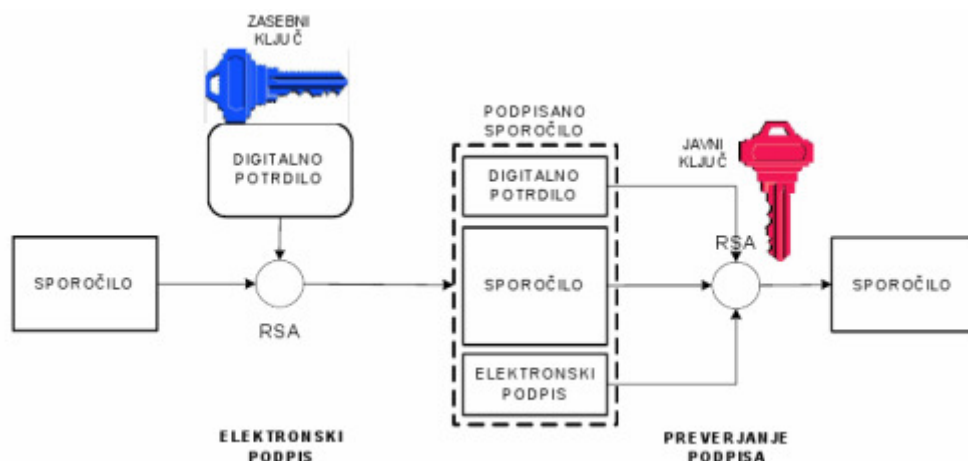 ZASEBNI
KLJUČ
DIGITALNO
POTRDILO
SPOROČILO
RSA
ELEKTRONSKI
PODPIS
PODPISANO
SPOROČILO
DIGITALNO
POTRDILO
SPOROČILO
ELEKTRONSKI
PODPIS
JAVNI
KLJUČ
RSA
SPOROČILO
PREVERJANJE
PODPISA